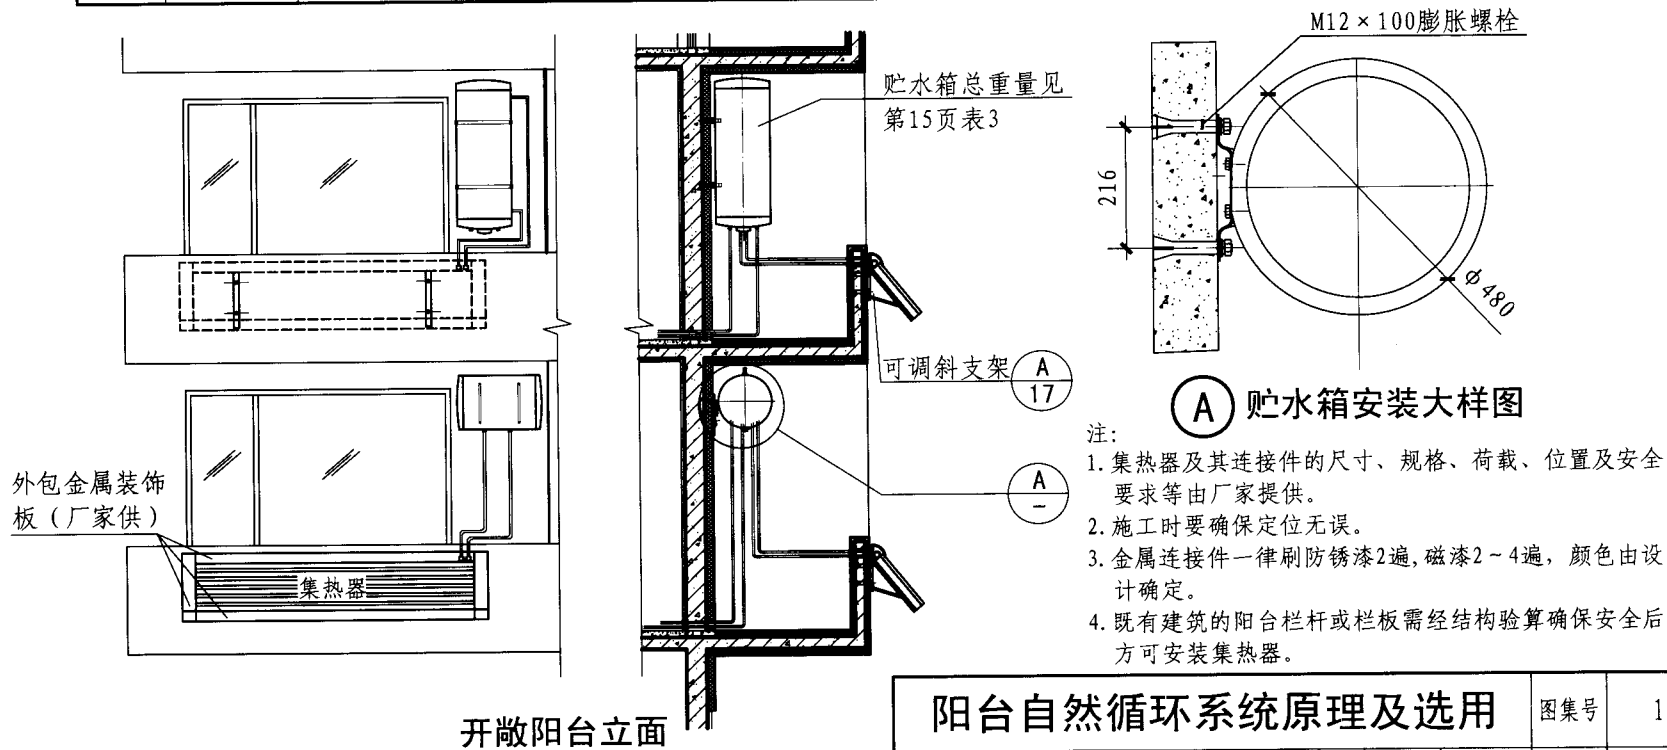 M12×100膨胀螺栓
贮水箱总重量见
第15页表3
216
φ480
可调斜支架
A
17
A 贮水箱安装大样图
A
-
外包金属装饰
板（厂家供）
集热器
注:
1. 集热器及其连接件的尺寸、规格、荷载、位置及安全
要求等由厂家提供。
2. 施工时要确保定位无误。
3. 金属连接件一律刷防锈漆2遍,磁漆2~4遍，颜色由设
计确定。
4. 既有建筑的阳台栏杆或栏板需经结构验算确保安全后
方可安装集热器。
开敞阳台立面
阳台自然循环系统原理及选用
图集号
1